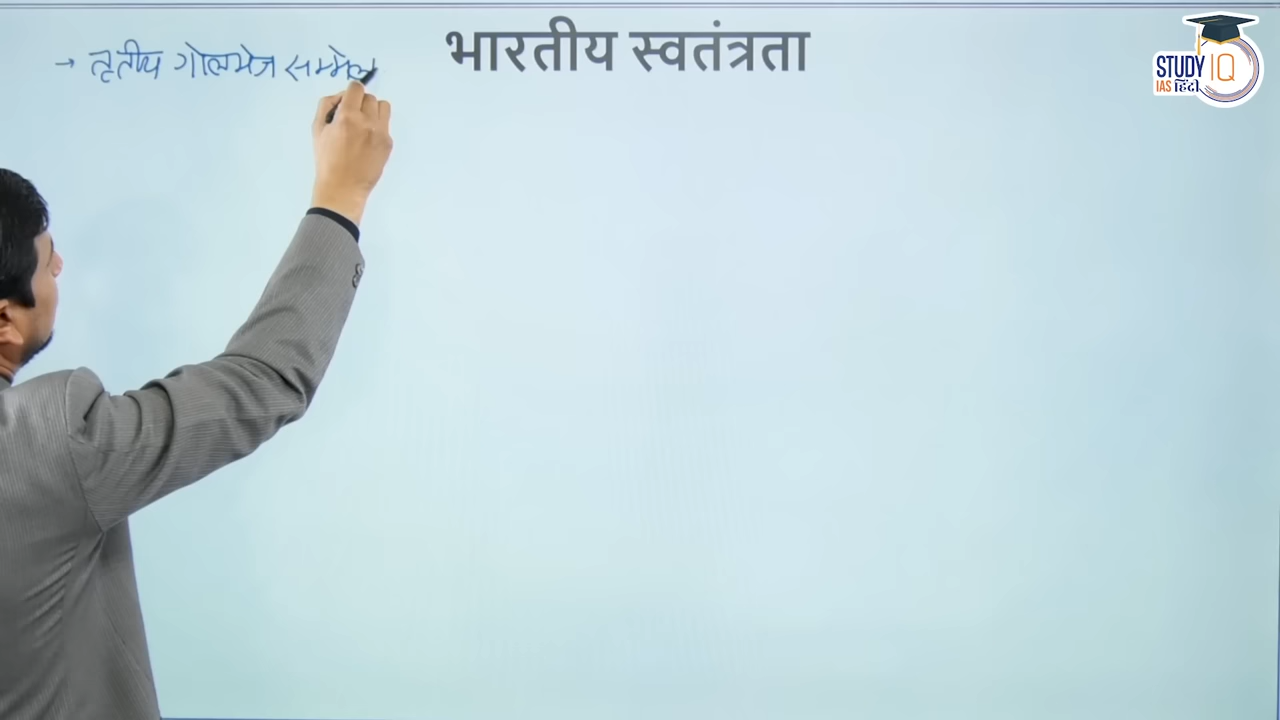 भारतीय स्वतंत्रता
→ तृतीय गोलमेज सम्मेल
STUDY IQ
IAS हिंदी